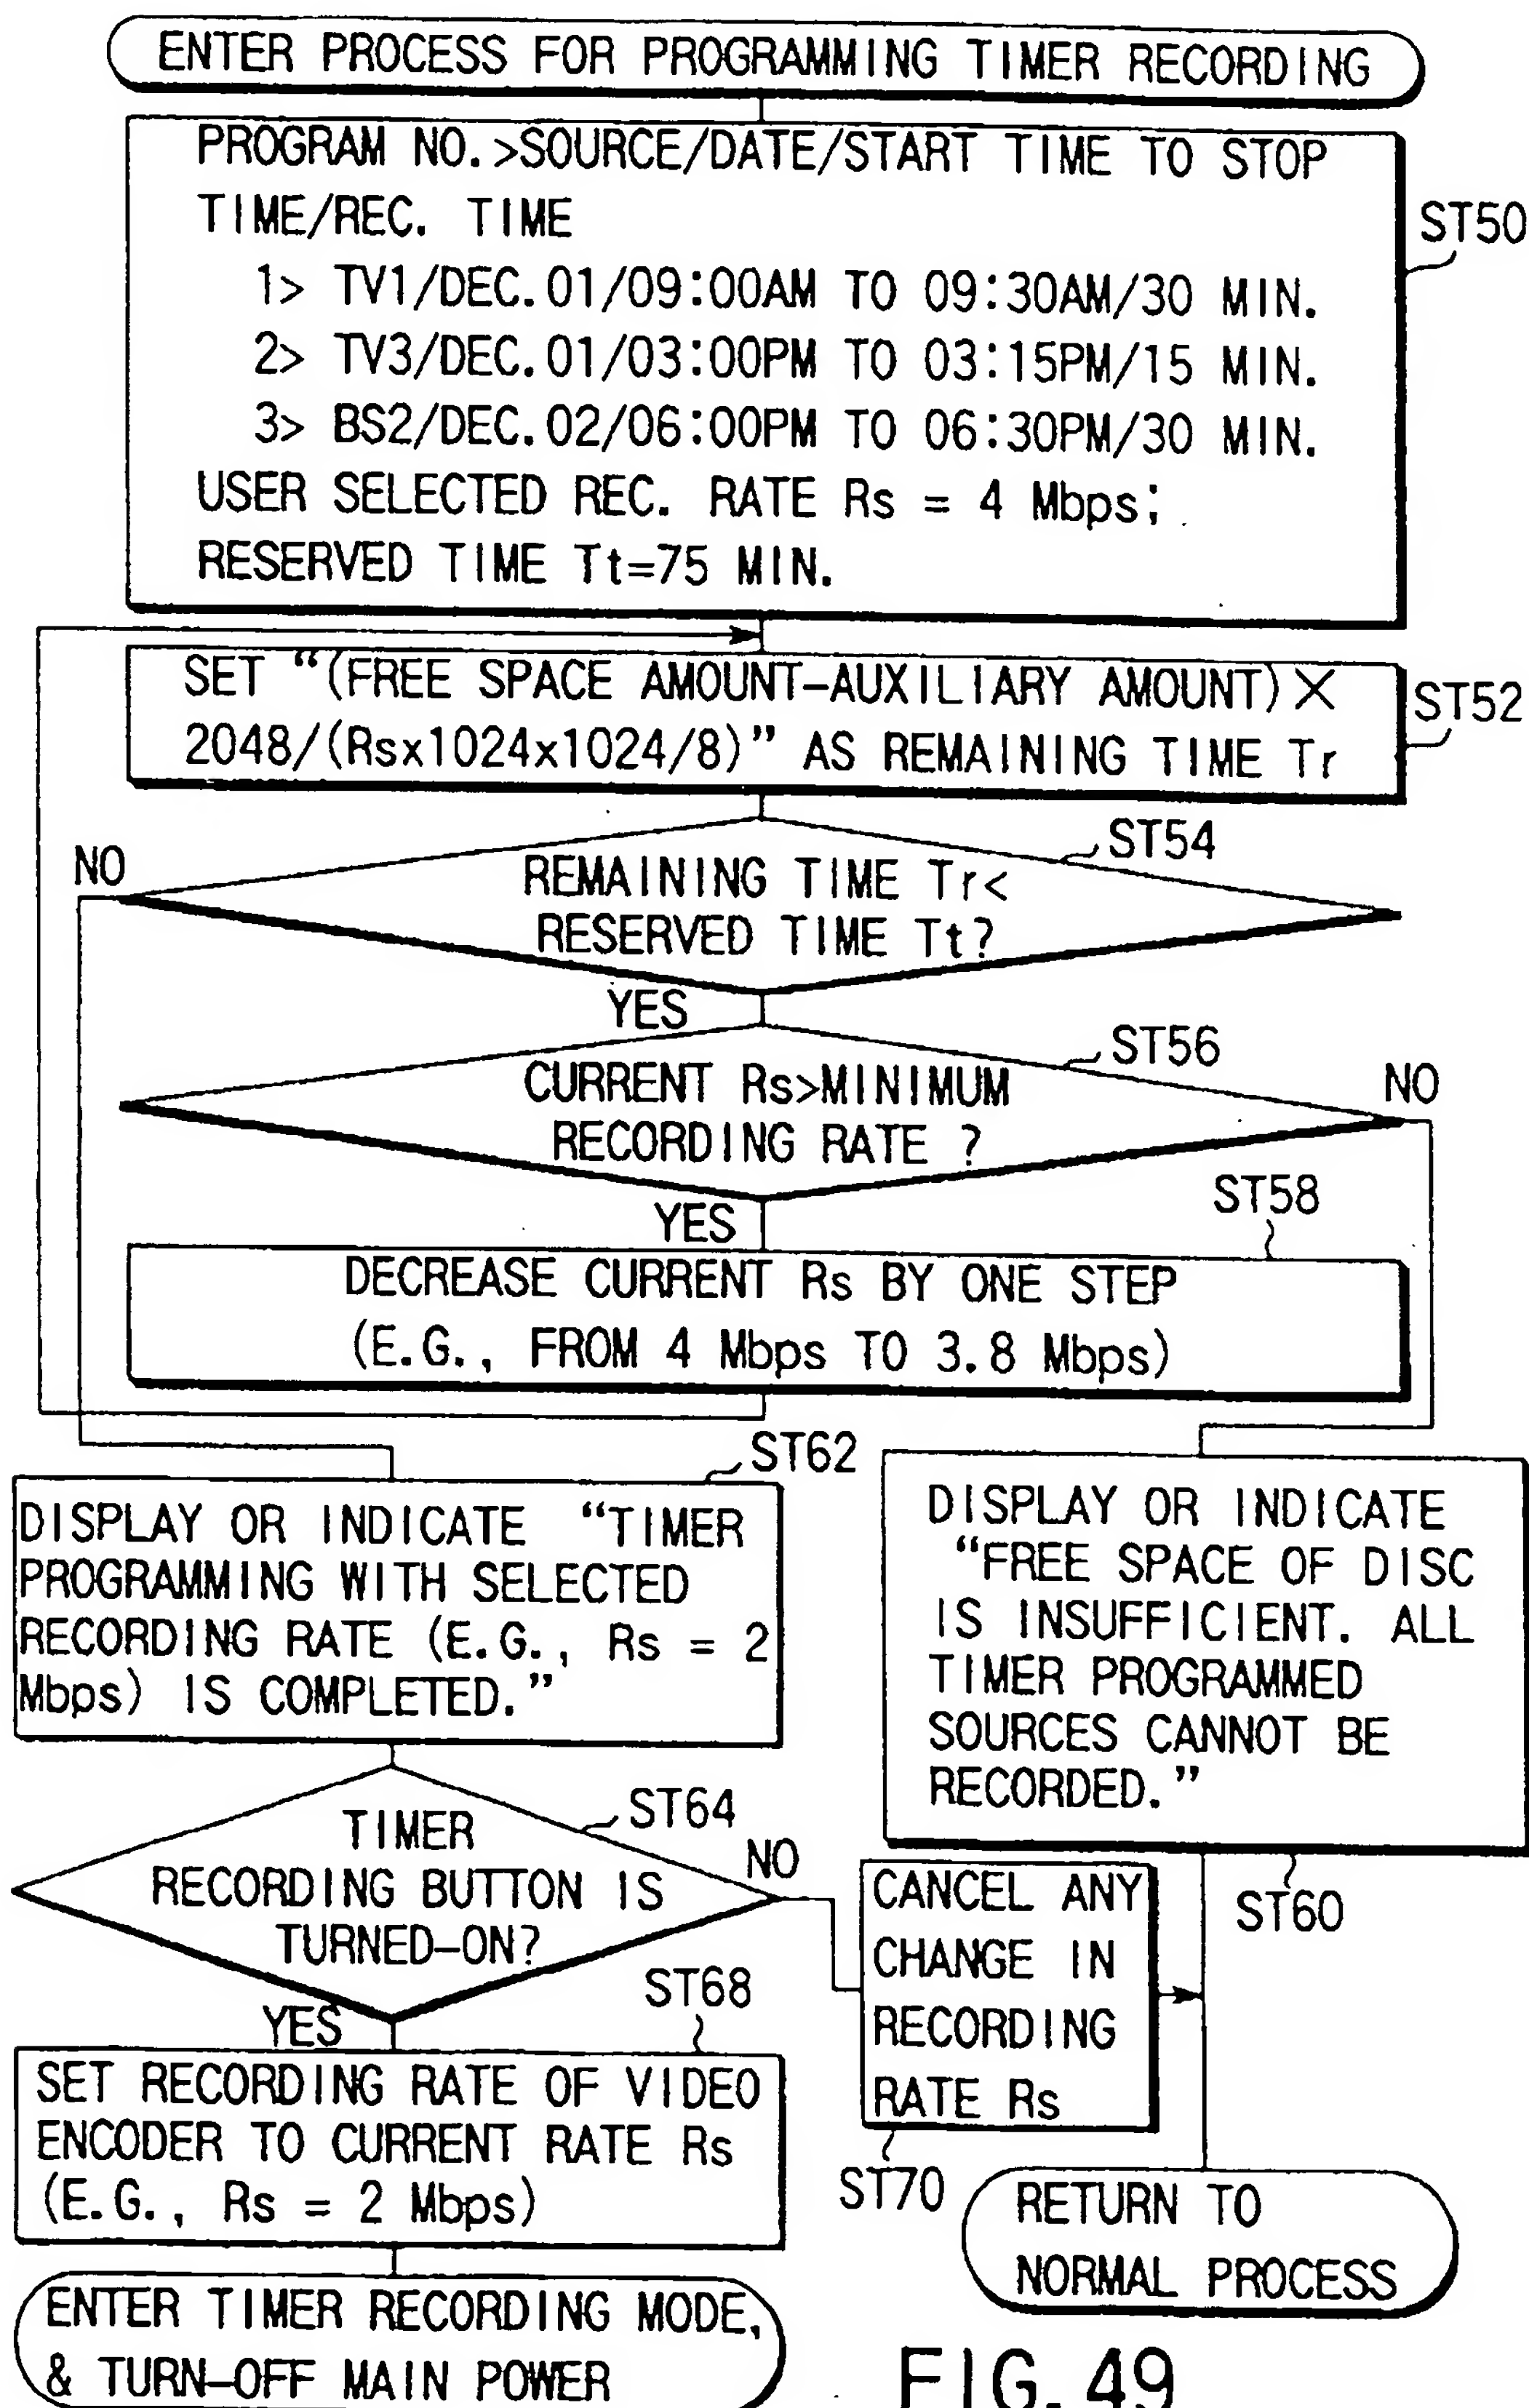 ENTER PROCESS FOR PROGRAMMING TIMER RECORDING
PROGRAM NO.>SOURCE/DATE/START TIME TO STOP
TIME/REC. TIME
1> TV1/DEC.01/09:00AM TO 09:30AM/30 MIN.
2> TV3/DEC.01/03:00PM TO 03:15PM/15 MIN.
3> BS2/DEC.02/06:00PM TO 06:30PM/30 MIN.
USER SELECTED REC. RATE Rs = 4 Mbps;
RESERVED TIME Tt=75 MIN.
ST50
SET “(FREE SPACE AMOUNT-AUXILIARY AMOUNT)×
2048/(Rsx1024x1024/8)” AS REMAINING TIME Tr
ST52
ST54
NO
REMAINING TIME Tr<
RESERVED TIME Tt?
YES
ST56
CURRENT Rs>MINIMUM
RECORDING RATE ?
NO
YES
ST58
DECREASE CURRENT Rs BY ONE STEP
(E.G., FROM 4 Mbps TO 3.8 Mbps)
ST62
DISPLAY OR INDICATE “TIMER
PROGRAMMING WITH SELECTED
RECORDING RATE (E.G., Rs = 2
Mbps) IS COMPLETED.”
DISPLAY OR INDICATE
“FREE SPACE OF DISC
IS INSUFFICIENT. ALL
TIMER PROGRAMMED
SOURCES CANNOT BE
RECORDED.”
ST60
ST64
TIMER
RECORDING BUTTON IS
TURNED-ON?
NO
YES
CANCEL ANY
CHANGE IN
RECORDING
RATE Rs
ST70
ST68
SET RECORDING RATE OF VIDEO
ENCODER TO CURRENT RATE Rs
(E.G., Rs = 2 Mbps)
RETURN TO
NORMAL PROCESS
ENTER TIMER RECORDING MODE,
& TURN-OFF MAIN POWER
FIG. 49